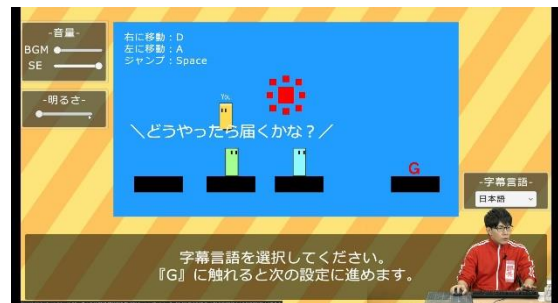 -音量-
BGM
SE
-明るさ-
右に移動：D
左に移動：A
ジャンプ：Space
＼どうやったら届くかな？／
G
-字幕言語-
日本語
字幕言語を選択してください。
『G』に触れると次の設定に進めます。